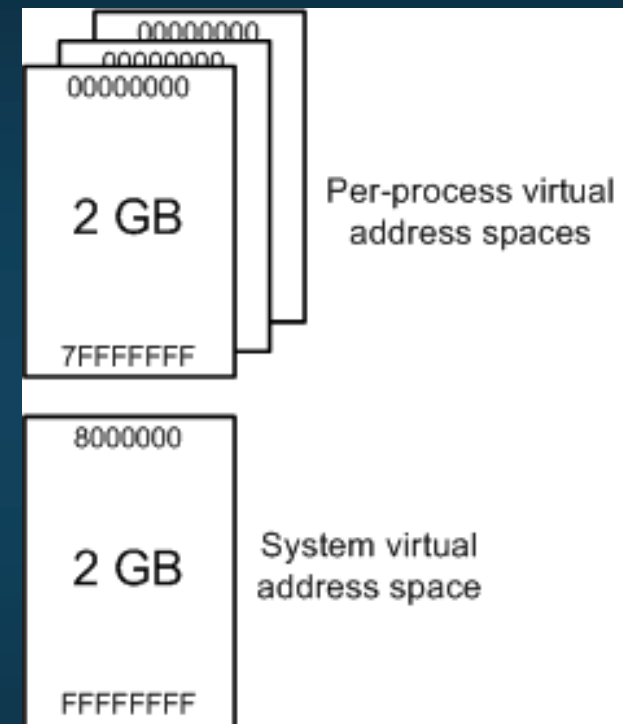 00000000
00000000
00000000
2 GB
7FFFFFFF
Per-process virtual
address spaces
8000000
2 GB
FFFFFFFF
System virtual
address space